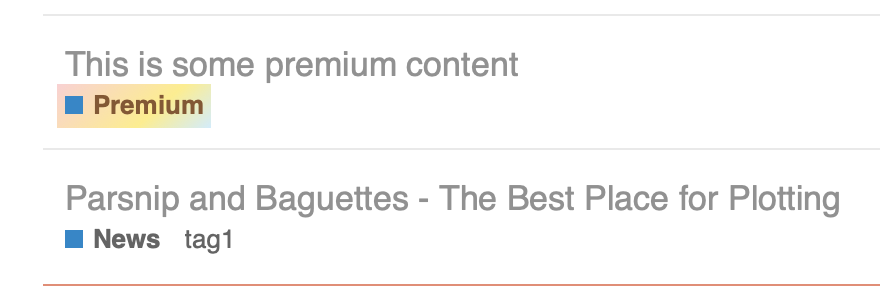 This is some premium content
Premium
Parsnip and Baguettes - The Best Place for Plotting
News tag1